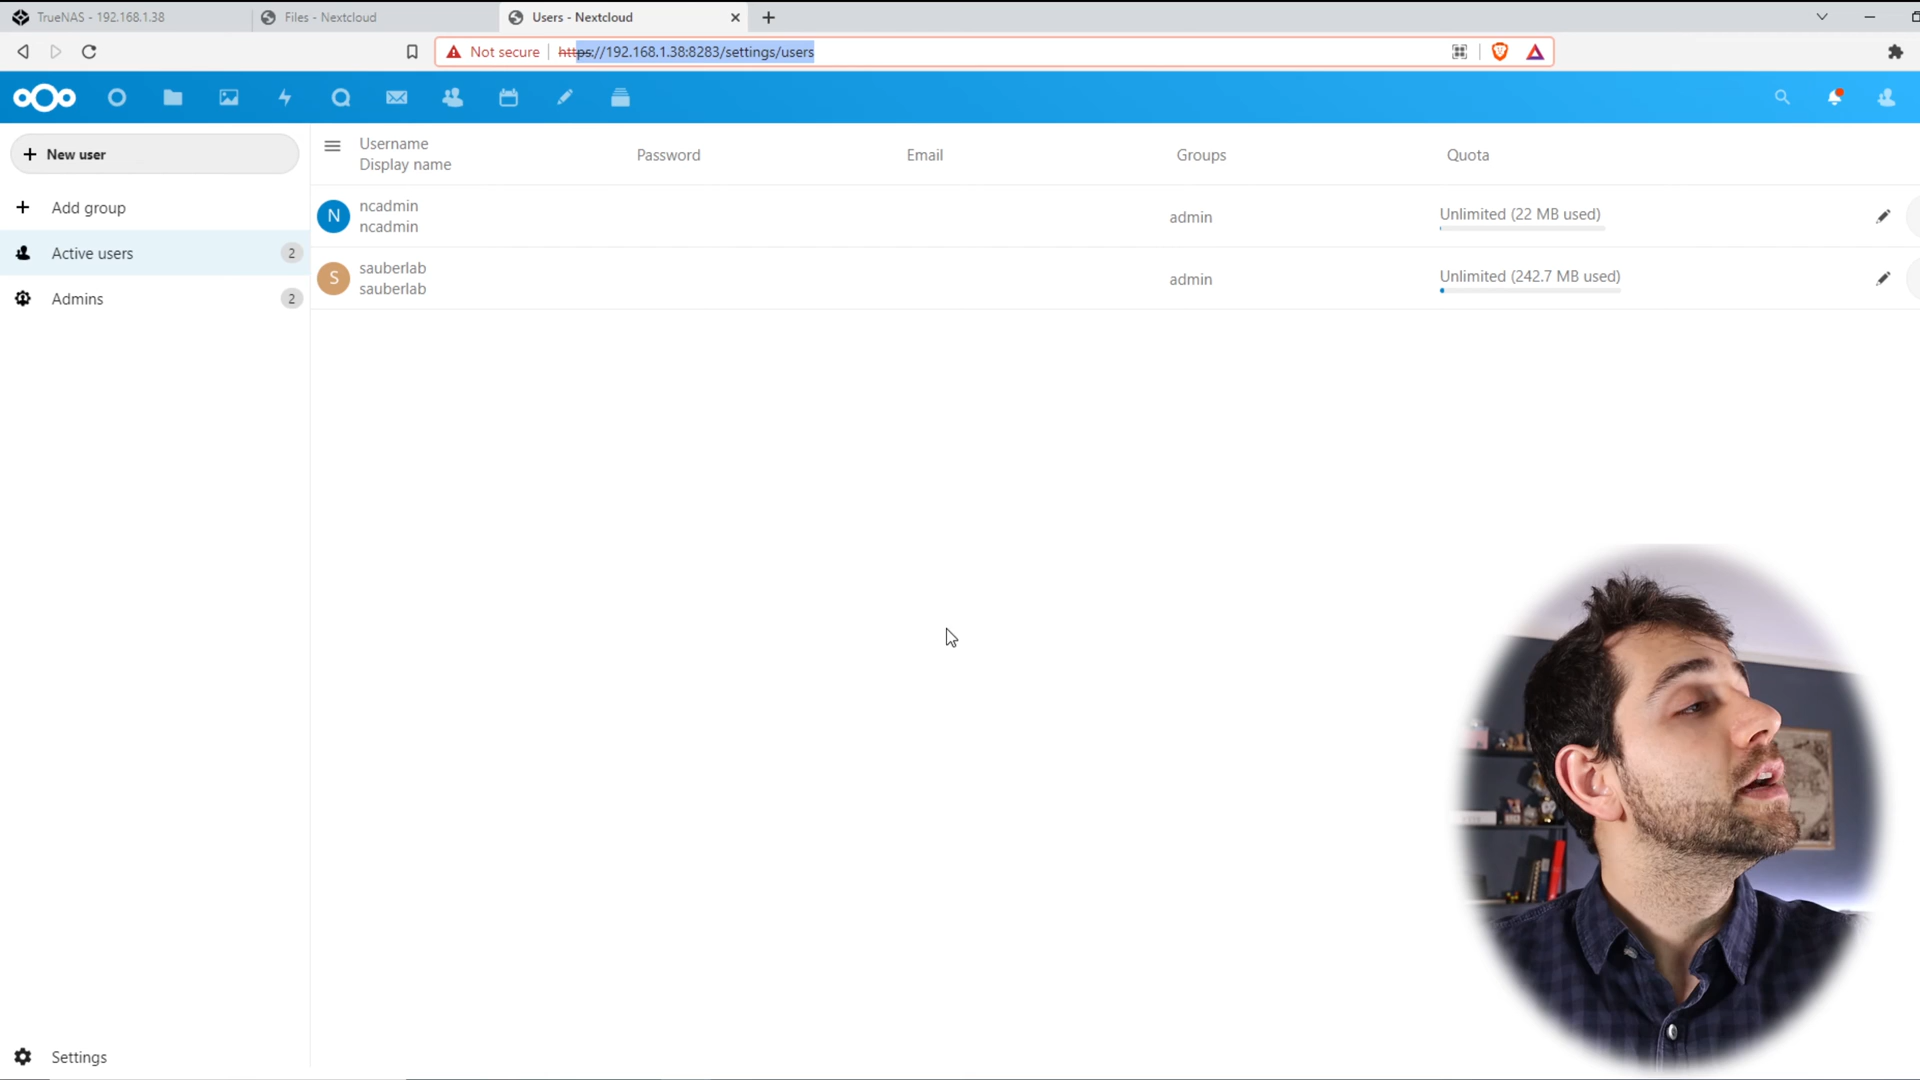 TrueNAS - 192.168.1.38
Files - Nextcloud
Users - Nextcloud
Not secure
https://192.168.1.38:8283/settings/users
New user
Username
Display name
Password
Email
Groups
Quota
Add group
N
ncadmin
ncadmin
admin
Unlimited (22 MB used)
Active users
2
S
sauberlab
sauberlab
admin
Unlimited (242.7 MB used)
Admins
2
Settings